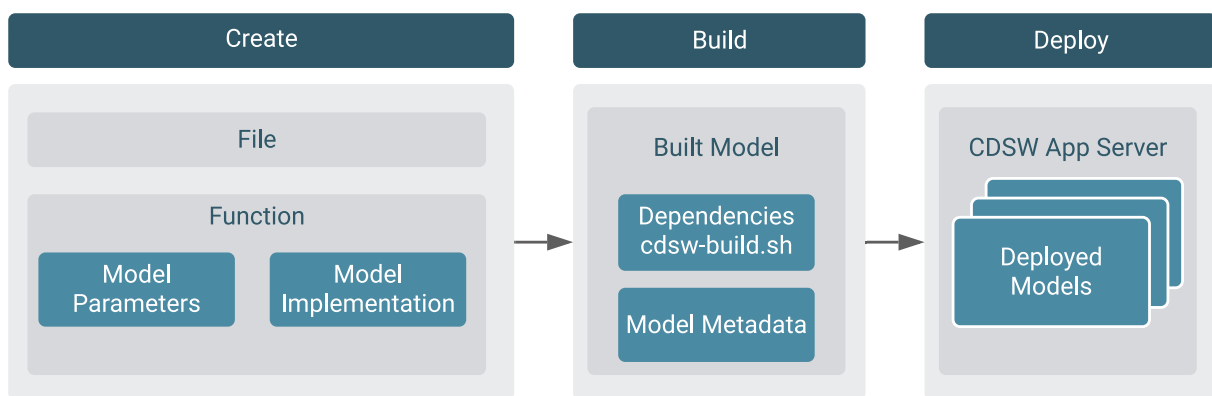 Create
File
Function
Model
Parameters
Model
Implementation
Build
Built Model
Dependencies
cdsw-build.sh
Model Metadata
Deploy
CDSW App Server
Deployed
Models